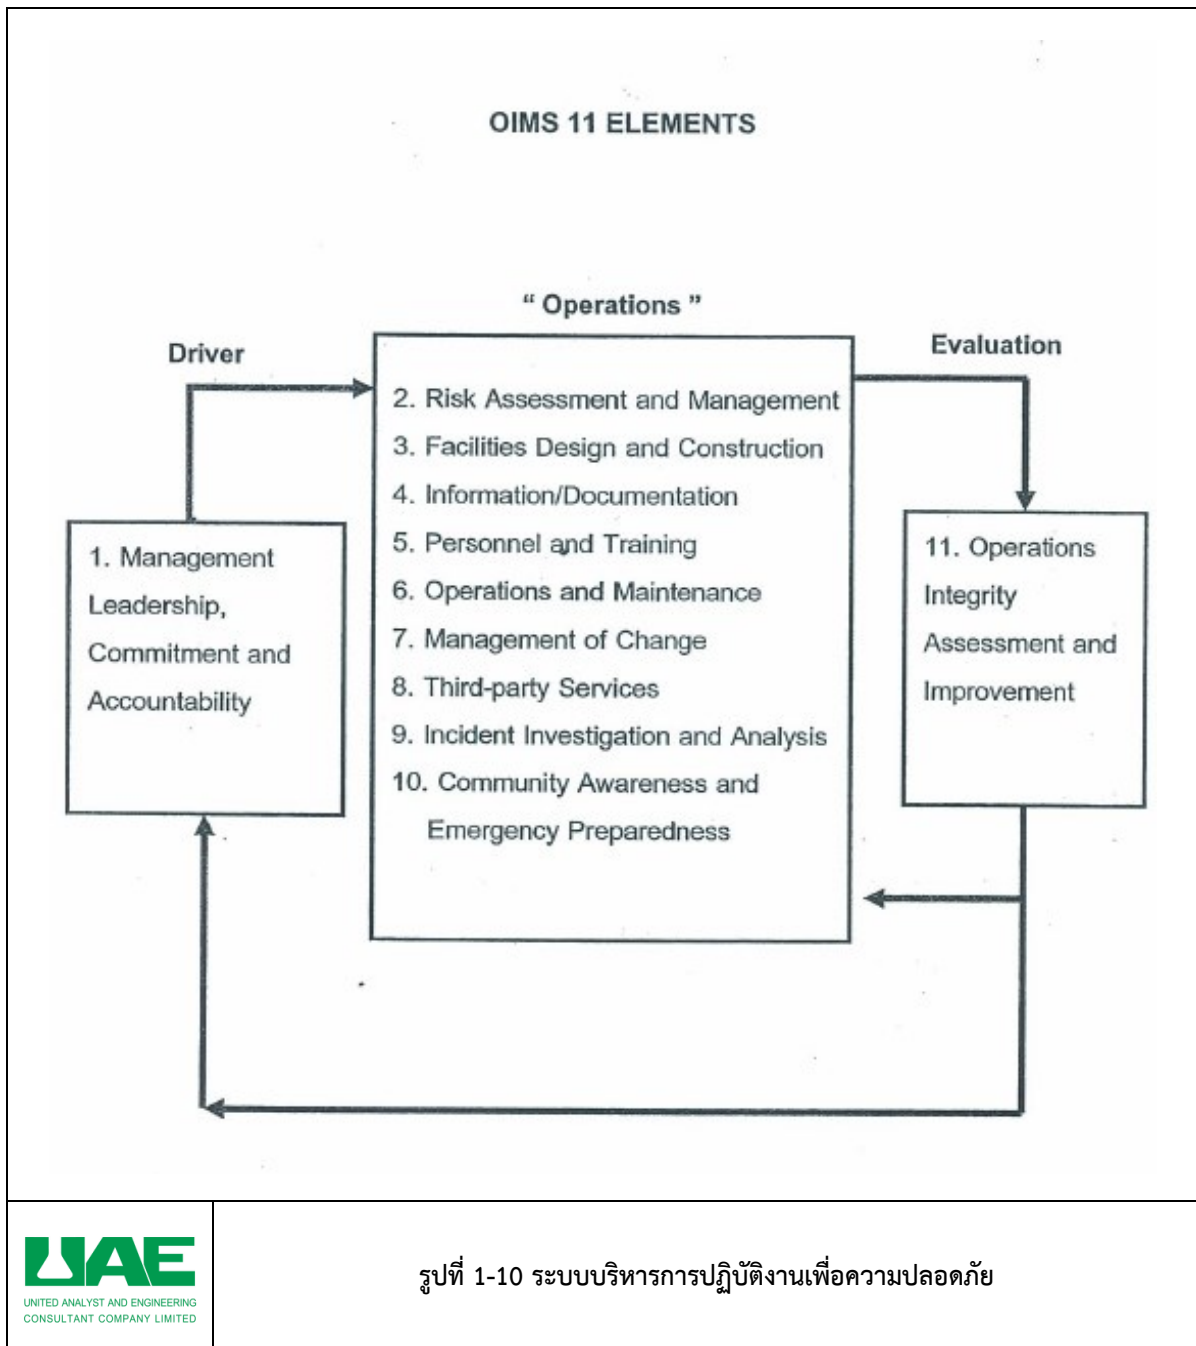 OIMS 11 ELEMENTS
“ Operations ”
Driver
Evaluation
2. Risk Assessment and Management
3. Facilities Design and Construction
4. Information/Documentation
5. Personnel and Training
6. Operations and Maintenance
7. Management of Change
8. Third-party Services
9. Incident Investigation and Analysis
10. Community Awareness and
Emergency Preparedness
1. Management
Leadership,
Commitment and
Accountability
11. Operations
Integrity
Assessment and
Improvement
UAE
UNITED ANALYST AND ENGINEERING
CONSULTANT COMPANY LIMITED
รูปที่ 1-10 ระบบบริหารการปฏิบัติงานเพื่อความปลอดภัย